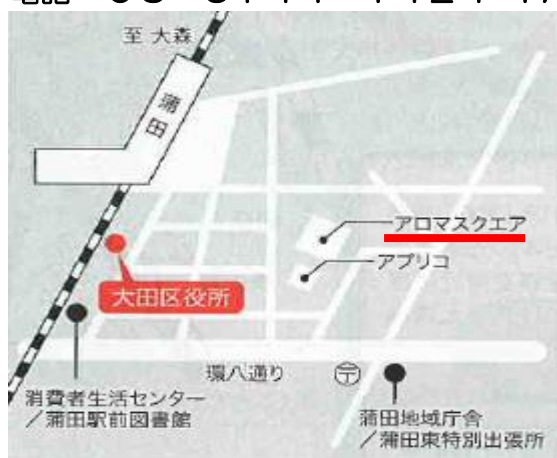 至 大森
蒲田
アロマスクエア
アプリコ
大田区役所
環八通り
〒
消費者生活センター
/蒲田駅前図書館
蒲田地域庁舎
/蒲田東特別出張所